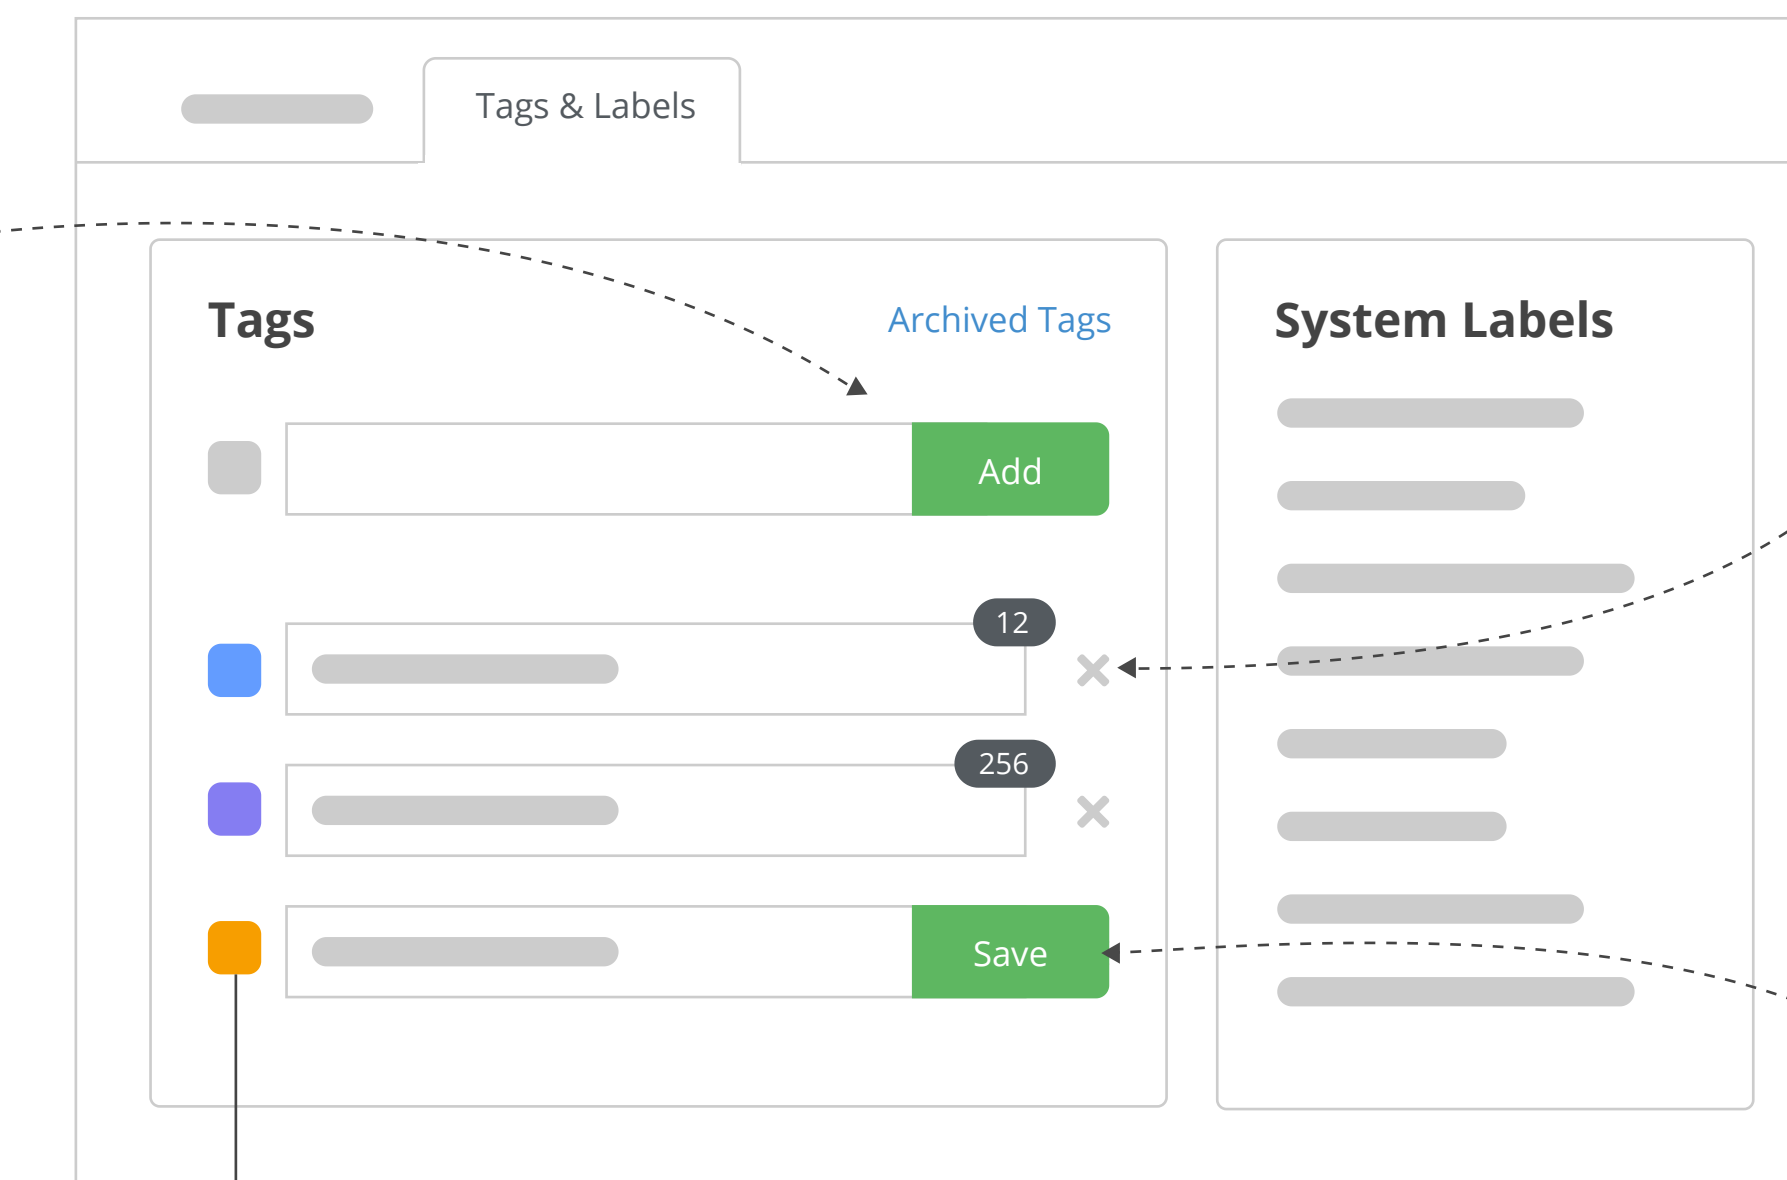 Tags & Labels
Tags
Archived Tags
Add
12
256
Save
System Labels